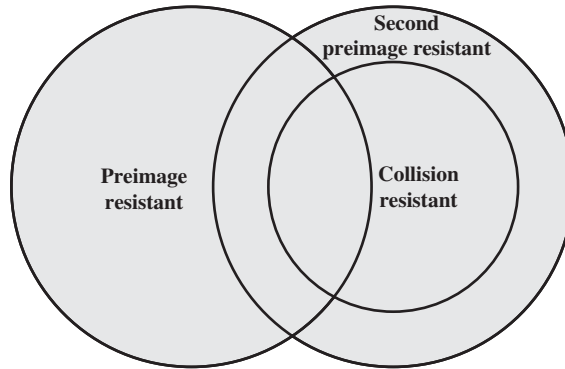 Second
preimage resistant
Preimage
resistant
Collision
resistant